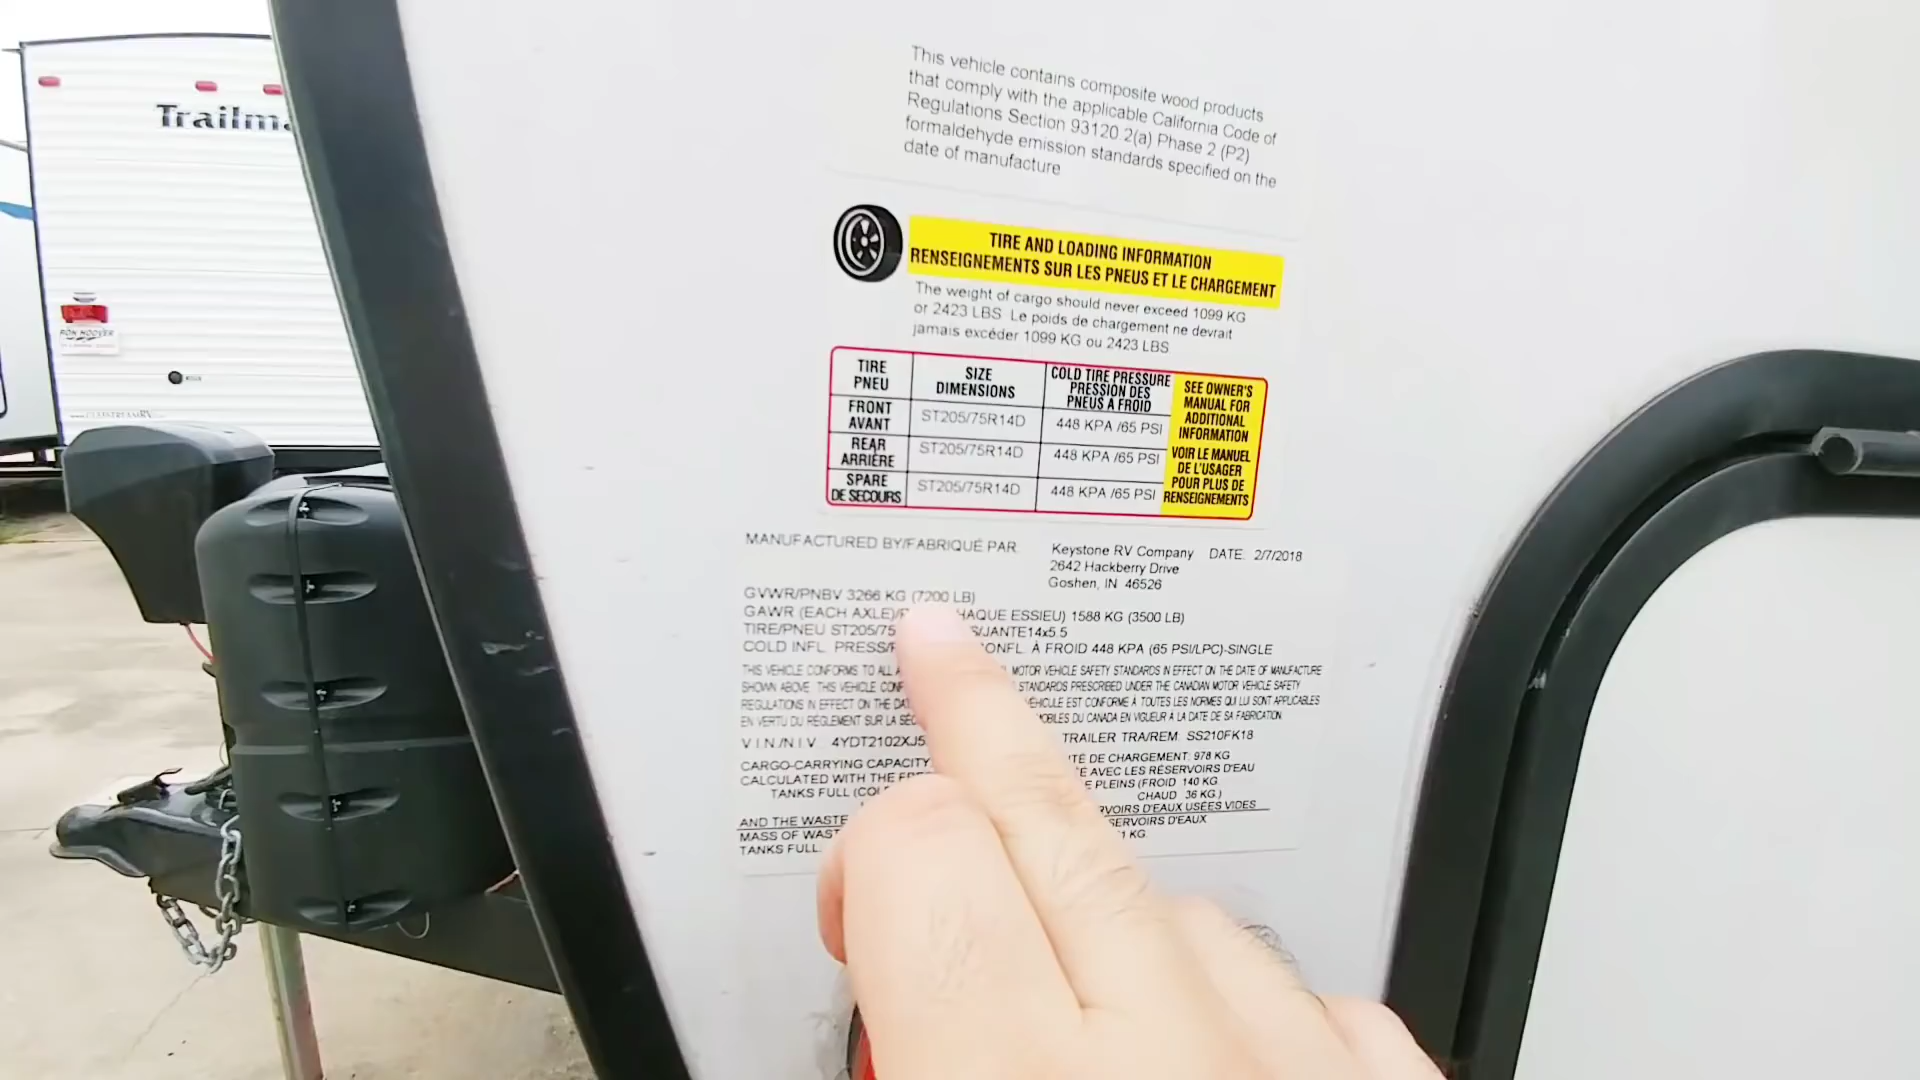 Trailma
RON HOOVER
This vehicle contains composite wood products
that comply with the applicable California Code of
Regulations Section 93120.2(a) Phase 2 (P2)
formaldehyde emission standards specified on the
date of manufacture
TIRE AND LOADING INFORMATION
RENSEIGNEMENTS SUR LES PNEUS ET LE CHARGEMENT
The weight of cargo should never exceed 1099 KG
or 2423 LBS. Le poids de chargement ne devrait
jamais excéder 1099 KG ou 2423 LBS
TIRE PNEU SIZE DIMENSIONS COLD TIRE PRESSURE PRESSION DES PNEUS A FROID
FRONT AVANT ST205/75R14D 448 KPA /65 PSI
REAR ARRIÈRE ST205/75R14D 448 KPA /65 PSI
SPARE DE SECOURS ST205/75R14D 448 KPA /65 PSI
SEE OWNER'S
MANUAL FOR
ADDITIONAL
INFORMATION
VOIR LE MANUEL
DE L'USAGER
POUR PLUS DE
RENSEIGNEMENTS
MANUFACTURED BY/FABRIQUÉ PAR: Keystone RV Company DATE: 2/7/2018
2642 Hackberry Drive
Goshen, IN 46526
GVWR/PNBV 3266 KG (7200 LB)
GAWR (EACH AXLE)/P HAQUE ESSIEU) 1588 KG (3500 LB)
TIRE/PNEU ST205/75 S/JANTE14x5.5
COLD INFL. PRESS/P ONFL. À FROID 448 KPA (65 PSI/LPC)-SINGLE
THIS VEHICLE CONFORMS TO ALL A MOTOR VEHICLE SAFETY STANDARDS IN EFFECT ON THE DATE OF MANUFACTURE
SHOWN ABOVE. THIS VEHICLE CONF STANDARDS PRESCRIBED UNDER THE CANADIAN MOTOR VEHICLE SAFETY
REGULATIONS IN EFFECT ON THE DAT ÉHICULE EST CONFORME À TOUTES LES NORMES QUI LUI SONT APPLICABLES
EN VERTU DU RÈGLEMENT SUR LA SÉC MOBILES DU CANADA EN VIGUEUR À LA DATE DE SA FABRICATION
V.I.N./N.I.V.: 4YDT2102XJ5 TRAILER TRA/REM: SS210FK18
CARGO-CARRYING CAPACITY TÉ DE CHARGEMENT: 978 KG
CALCULATED WITH THE FRE E AVEC LES RÉSERVOIRS D'EAU
TANKS FULL (COL E PLEINS (FROID 140 KG
CHAUD 36 KG.)
AND THE WASTE RVOIRS D'EAUX USÉES VIDES
MASS OF WAST SERVOIRS D'EAUX
TANKS FULL: 1 KG.